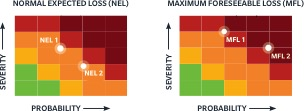 NORMAL EXPECTED LOSS (NEL)
SEVERITY
NEL 1
NEL 2
PROBABILITY
MAXIMUM FORESEEABLE LOSS (MFL)
SEVERITY
MFL 1
MFL 2
PROBABILITY